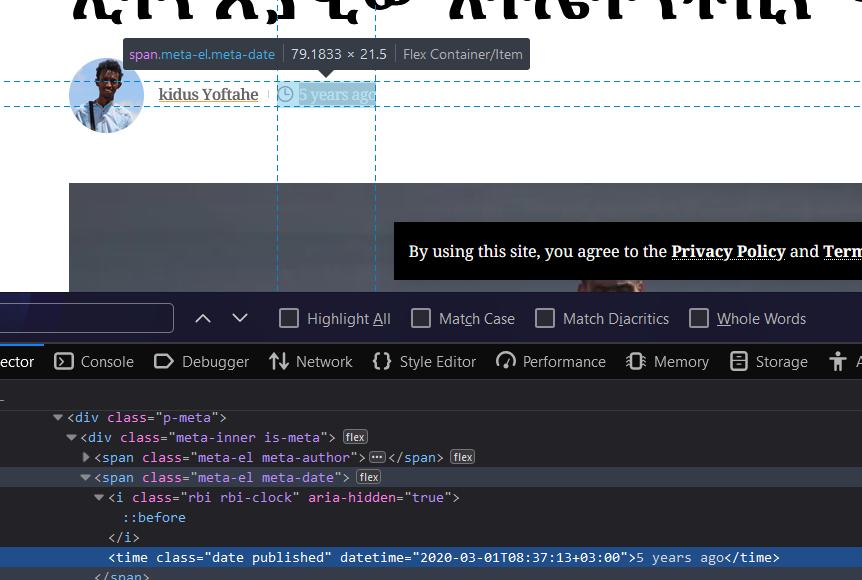 span.meta-el.meta-date 79.1833 × 21.5 Flex Container/Item
kidus Yoftahe 5 years ago
By using this site, you agree to the Privacy Policy and Term
Highlight All Match Case Match Diacritics Whole Words
ector Console Debugger Network Style Editor Performance Memory Storage A
<div class="p-meta">
<div class="meta-inner is-meta"> flex
<span class="meta-el meta-author">…</span> flex
<span class="meta-el meta-date"> flex
<i class="rbi rbi-clock" aria-hidden="true">
::before
</i>
<time class="date published" datetime="2020-03-01T08:37:13+03:00">5 years ago</time>
</span>